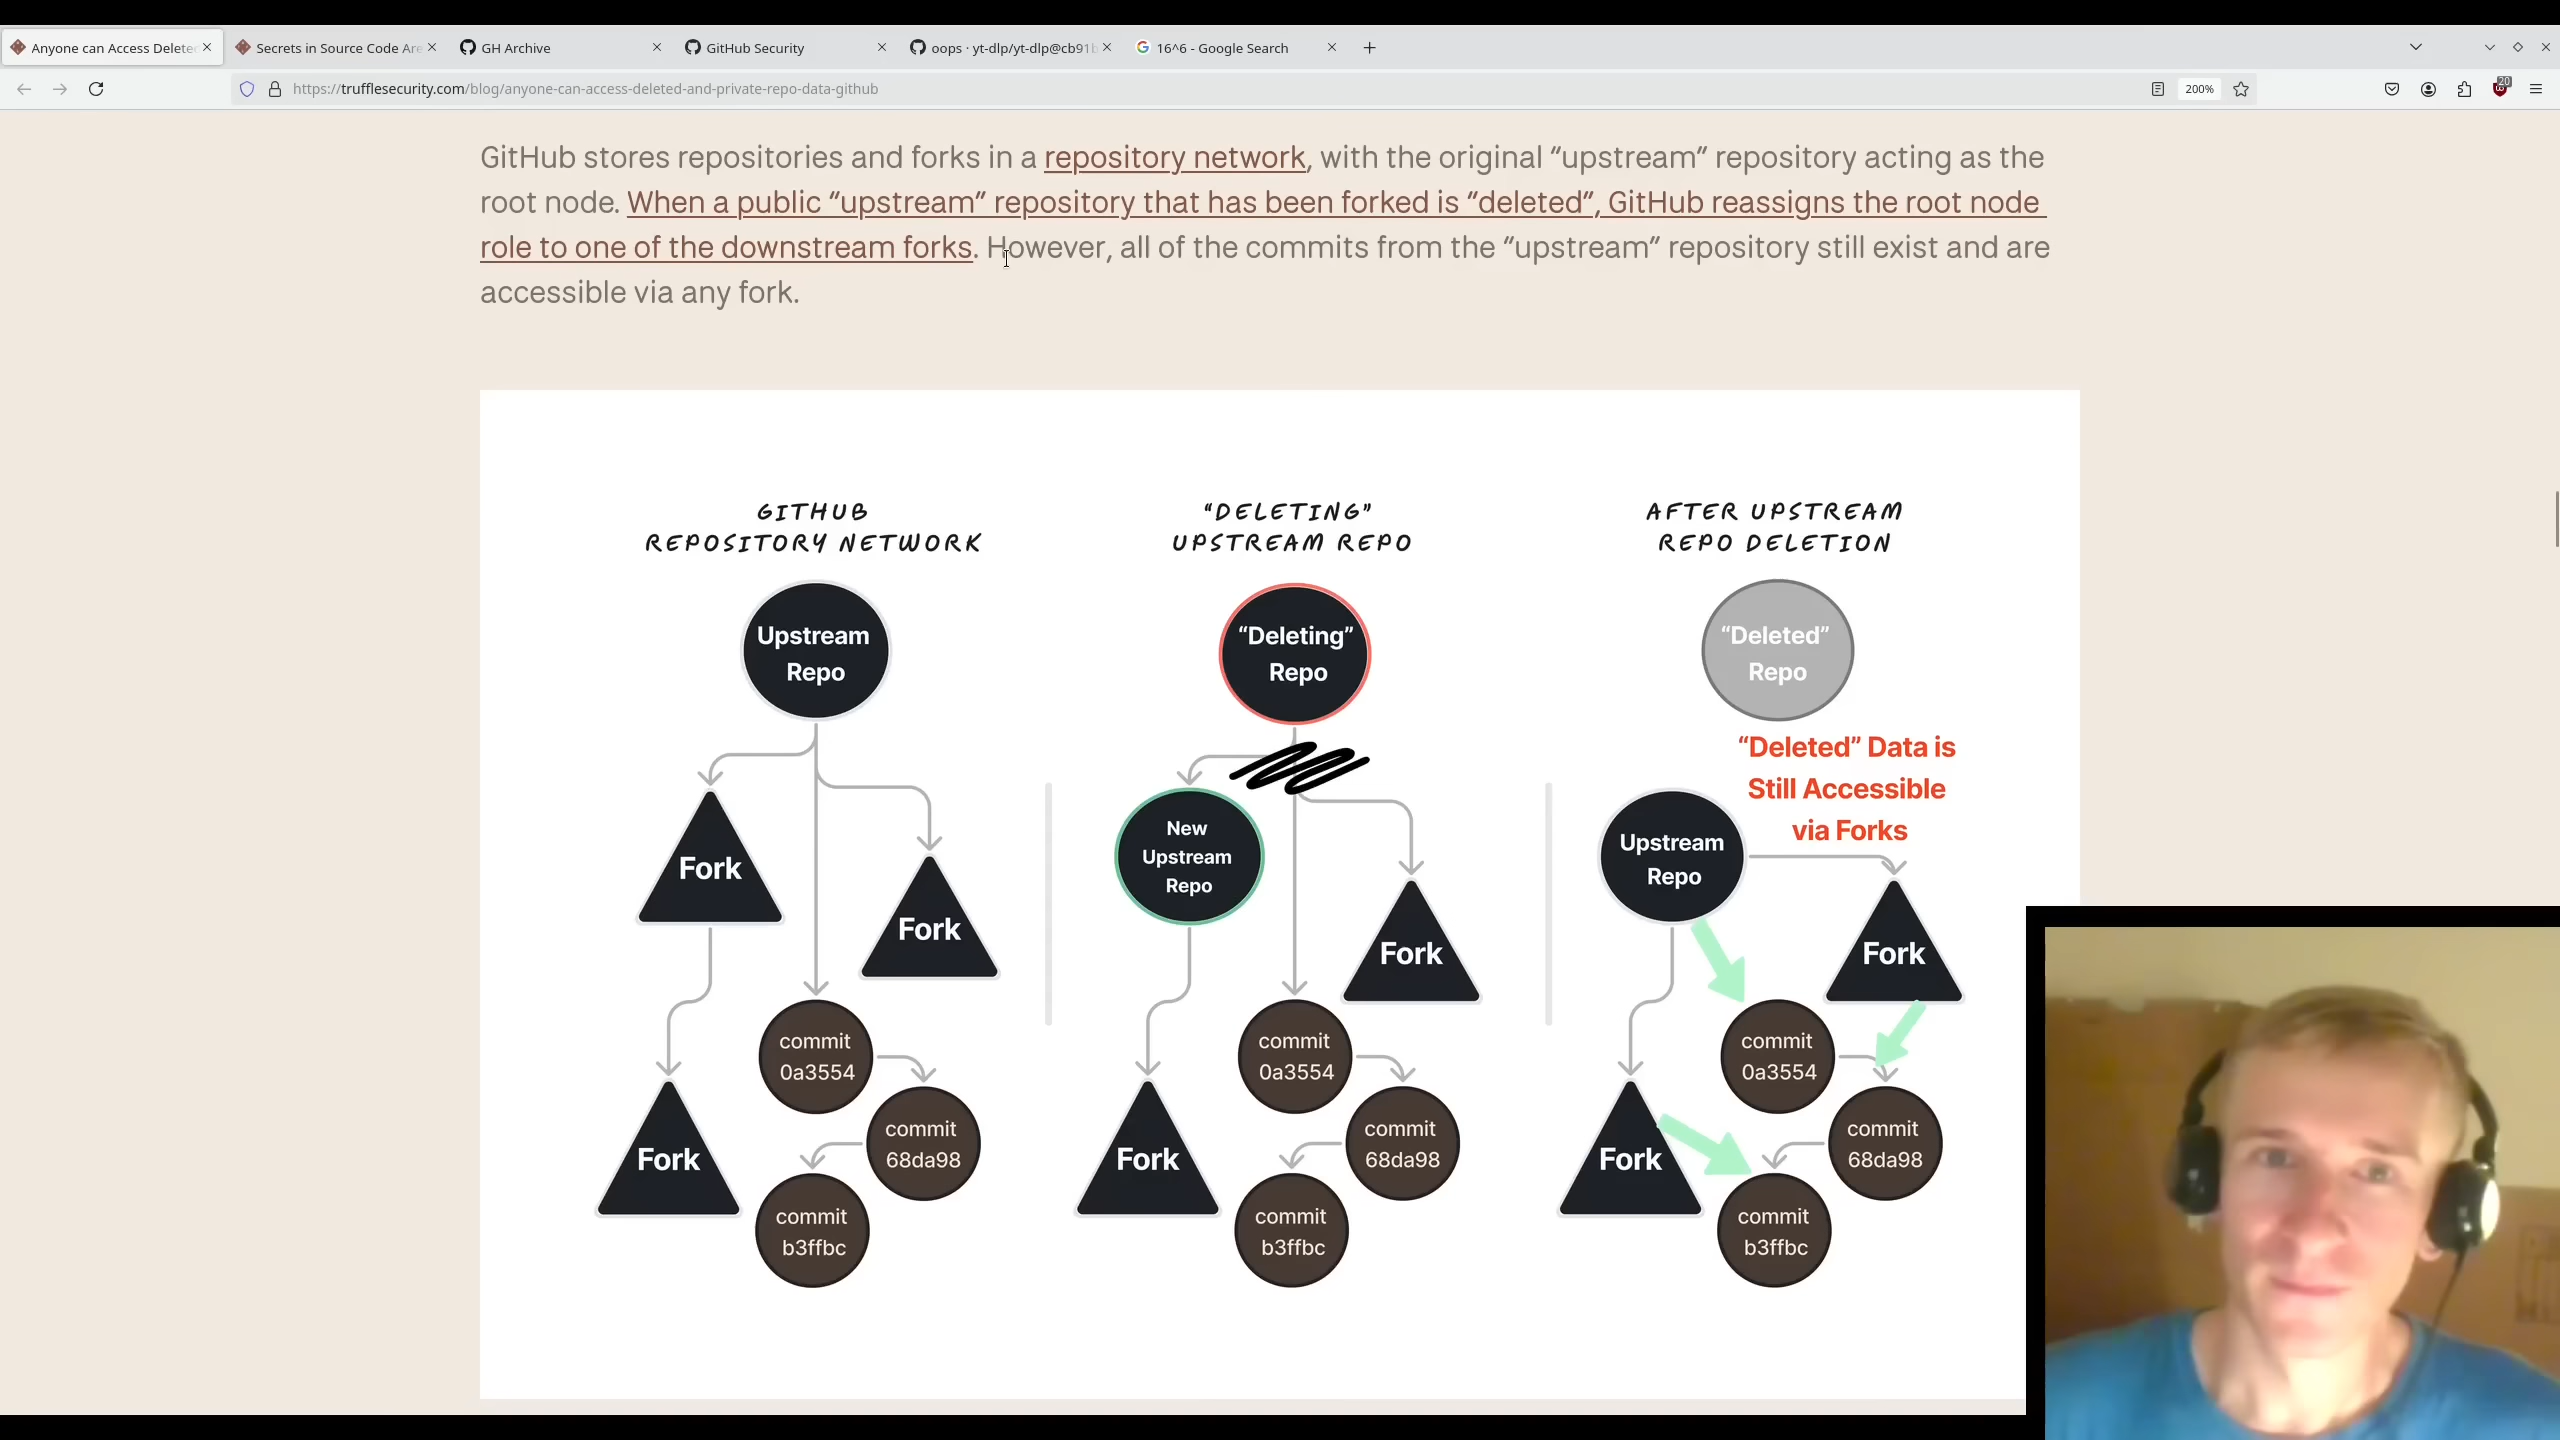 Anyone can Access Delete
Secrets in Source Code Are
GH Archive
GitHub Security
oops · yt-dlp/yt-dlp@cb91b
16^6 - Google Search
https://trufflesecurity.com/blog/anyone-can-access-deleted-and-private-repo-data-github
200%
20
GitHub stores repositories and forks in a repository network, with the original “upstream” repository acting as the
root node. When a public “upstream” repository that has been forked is “deleted”, GitHub reassigns the root node
role to one of the downstream forks. However, all of the commits from the “upstream” repository still exist and are
accessible via any fork.
GITHUB
REPOSITORY NETWORK
Upstream
Repo
Fork
Fork
commit
0a3554
commit
68da98
Fork
commit
b3ffbc
“DELETING”
UPSTREAM REPO
“Deleting”
Repo
New
Upstream
Repo
Fork
commit
0a3554
commit
68da98
Fork
commit
b3ffbc
AFTER UPSTREAM
REPO DELETION
“Deleted”
Repo
“Deleted” Data is
Still Accessible
via Forks
Upstream
Repo
Fork
commit
0a3554
commit
68da98
Fork
commit
b3ffbc